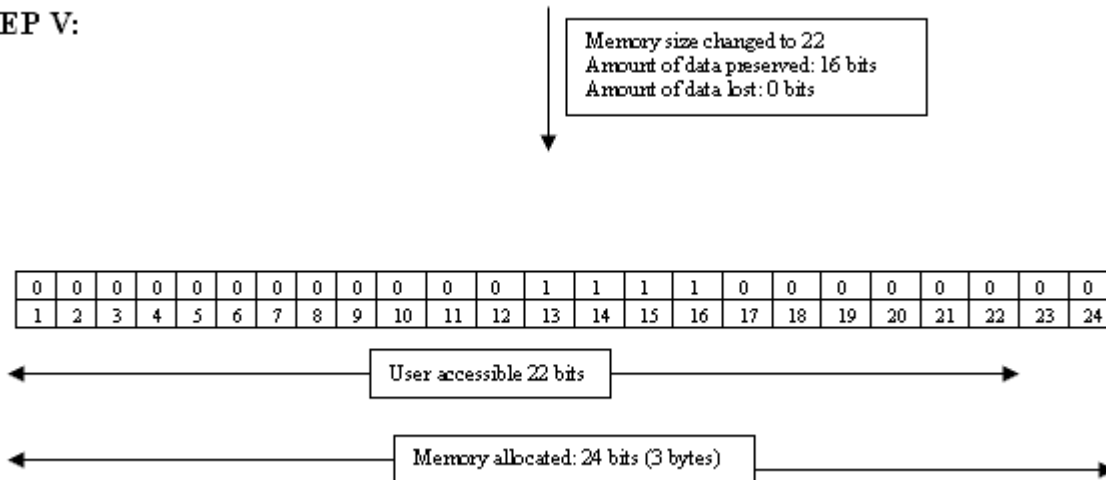 EP V:
Memory size changed to 22
Amount of data preserved: 16 bits
Amount of data lost: 0 bits
0 0 0 0 0 0 0 0 0 0 0 0 1 1 1 1 0 0 0 0 0 0 0 0
1 2 3 4 5 6 7 8 9 10 11 12 13 14 15 16 17 18 19 20 21 22 23 24
User accessible 22 bits
Memory allocated: 24 bits (3 bytes)